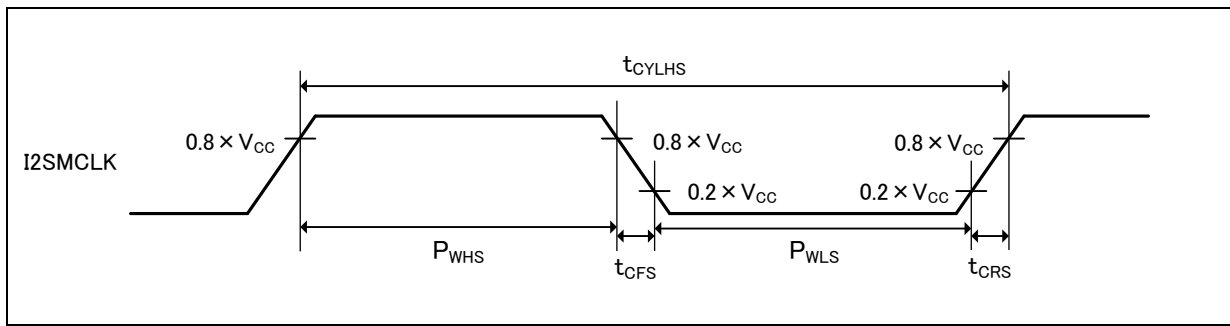 tCYLHS
0.8×VCC
0.8×VCC
0.8×VCC
I2SMCLK
0.2×VCC
0.2×VCC
PWHS
PWLS
tCFS
tCRS